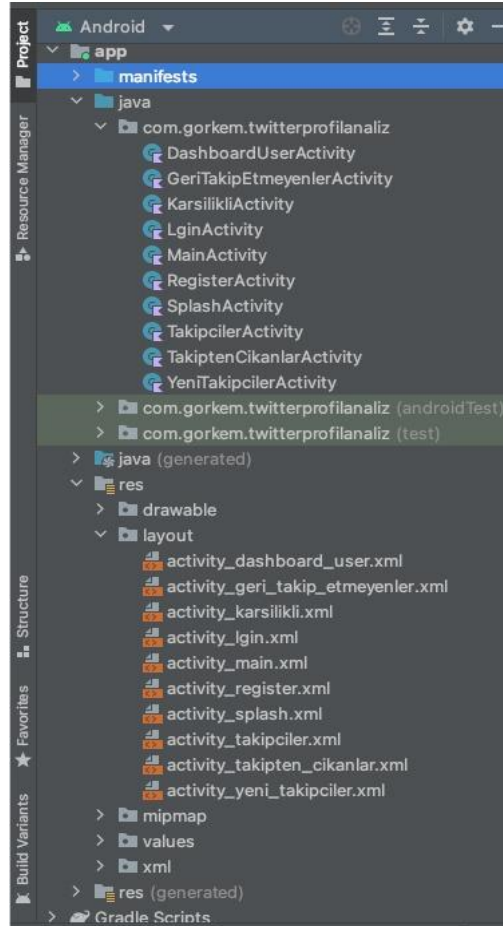 Project
Resource Manager
Structure
Favorites
Build Variants
Android
app
manifests
java
com.gorkem.twitterprofilanaliz
DashboardUserActivity
GeriTakipEtmeyenlerActivity
KarsilikliActivity
LginActivity
MainActivity
RegisterActivity
SplashActivity
TakipcilerActivity
TakiptenCikanlarActivity
YeniTakipcilerActivity
com.gorkem.twitterprofilanaliz (androidTest)
com.gorkem.twitterprofilanaliz (test)
java (generated)
res
drawable
layout
activity_dashboard_user.xml
activity_geri_takip_etmeyenler.xml
activity_karsilikli.xml
activity_lgin.xml
activity_main.xml
activity_register.xml
activity_splash.xml
activity_takipciler.xml
activity_takipten_cikanlar.xml
activity_yeni_takipciler.xml
mipmap
values
xml
res (generated)
Gradle Scripts